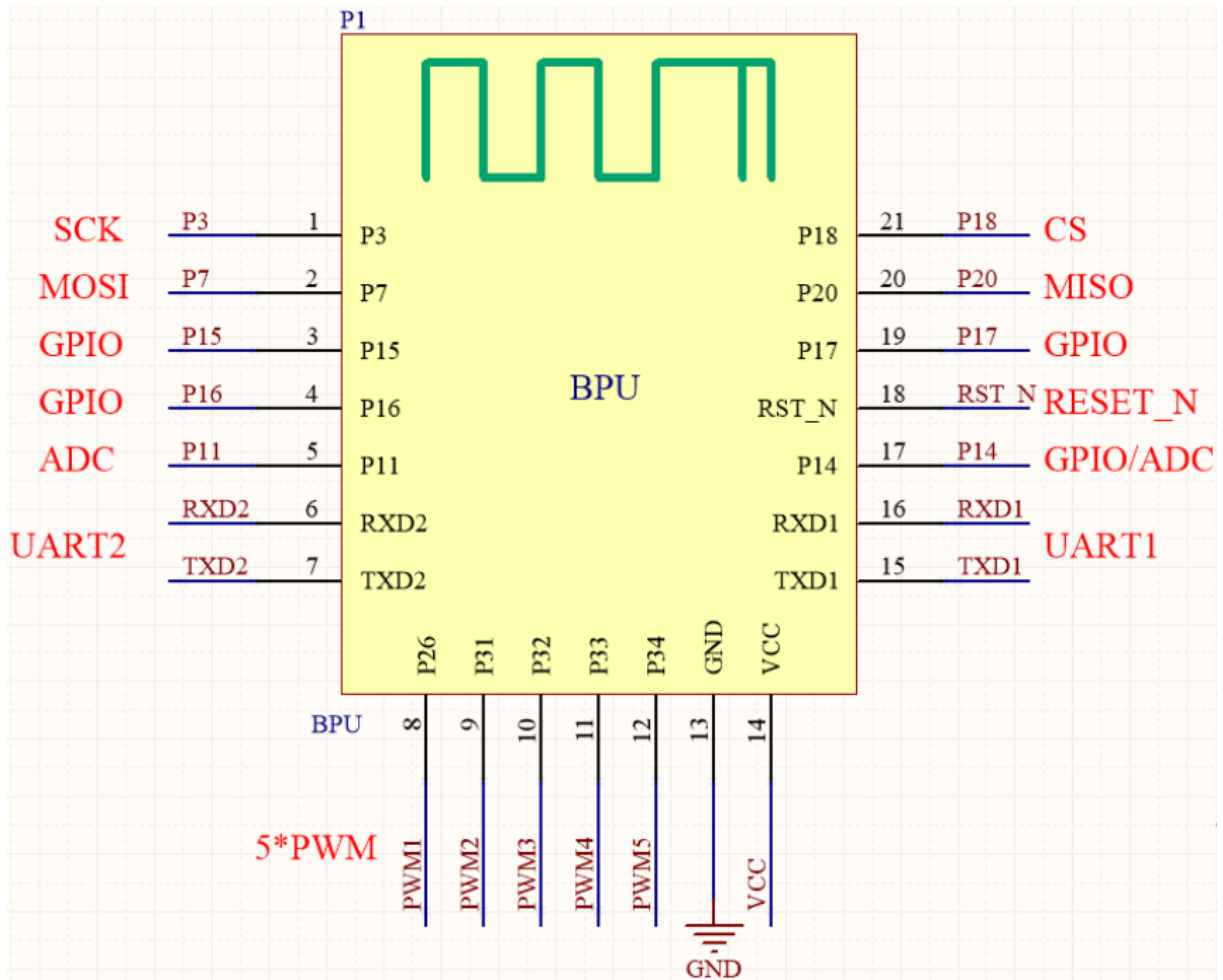 P1
SCK P3 1 P3 P18 21 P18 CS
MOSI P7 2 P7 P20 20 P20 MISO
GPIO P15 3 P15 P17 19 P17 GPIO
BPU
GPIO P16 4 P16 RST_N 18 RST_N RESET_N
ADC P11 5 P11 P14 17 P14 GPIO/ADC
RXD2 6 RXD2 RXD1 16 RXD1
UART2 UART1
TXD2 7 TXD2 TXD1 15 TXD1
P26 P31 P32 P33 P34 GND VCC
BPU 8 9 10 11 12 13 14
5*PWM PWM1 PWM2 PWM3 PWM4 PWM5 VCC
GND